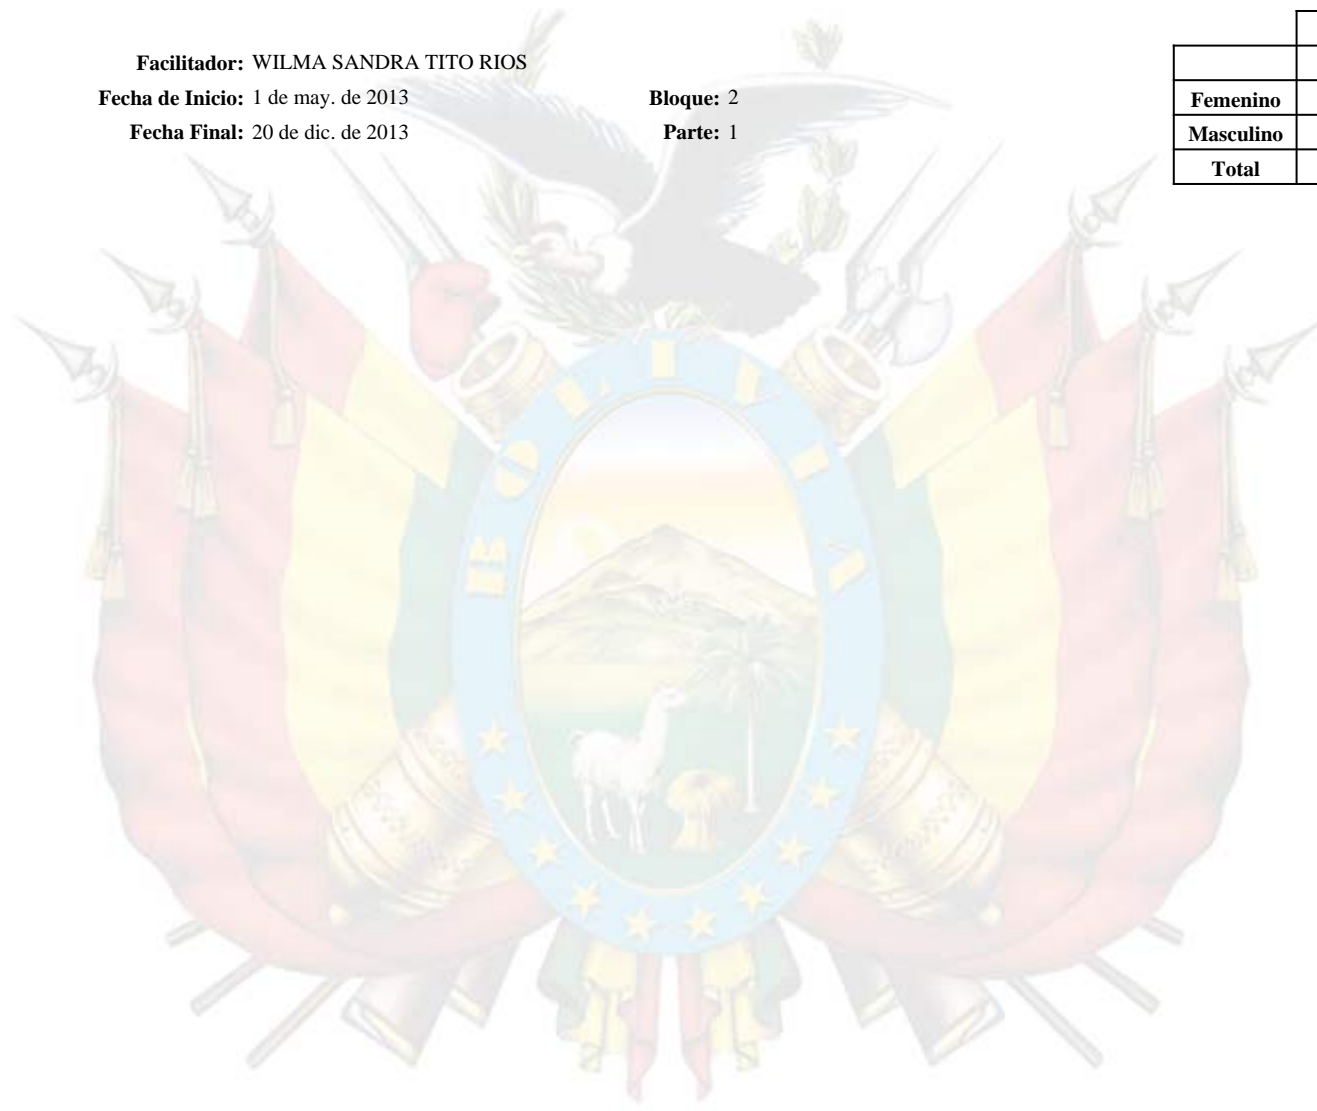 Facilitador: WILMA SANDRA TITO RIOS
Fecha de Inicio: 1 de may. de 2013 Bloque: 2
Fecha Final: 20 de dic. de 2013 Parte: 1
Femenino
Masculino
Total
BOLIVIA